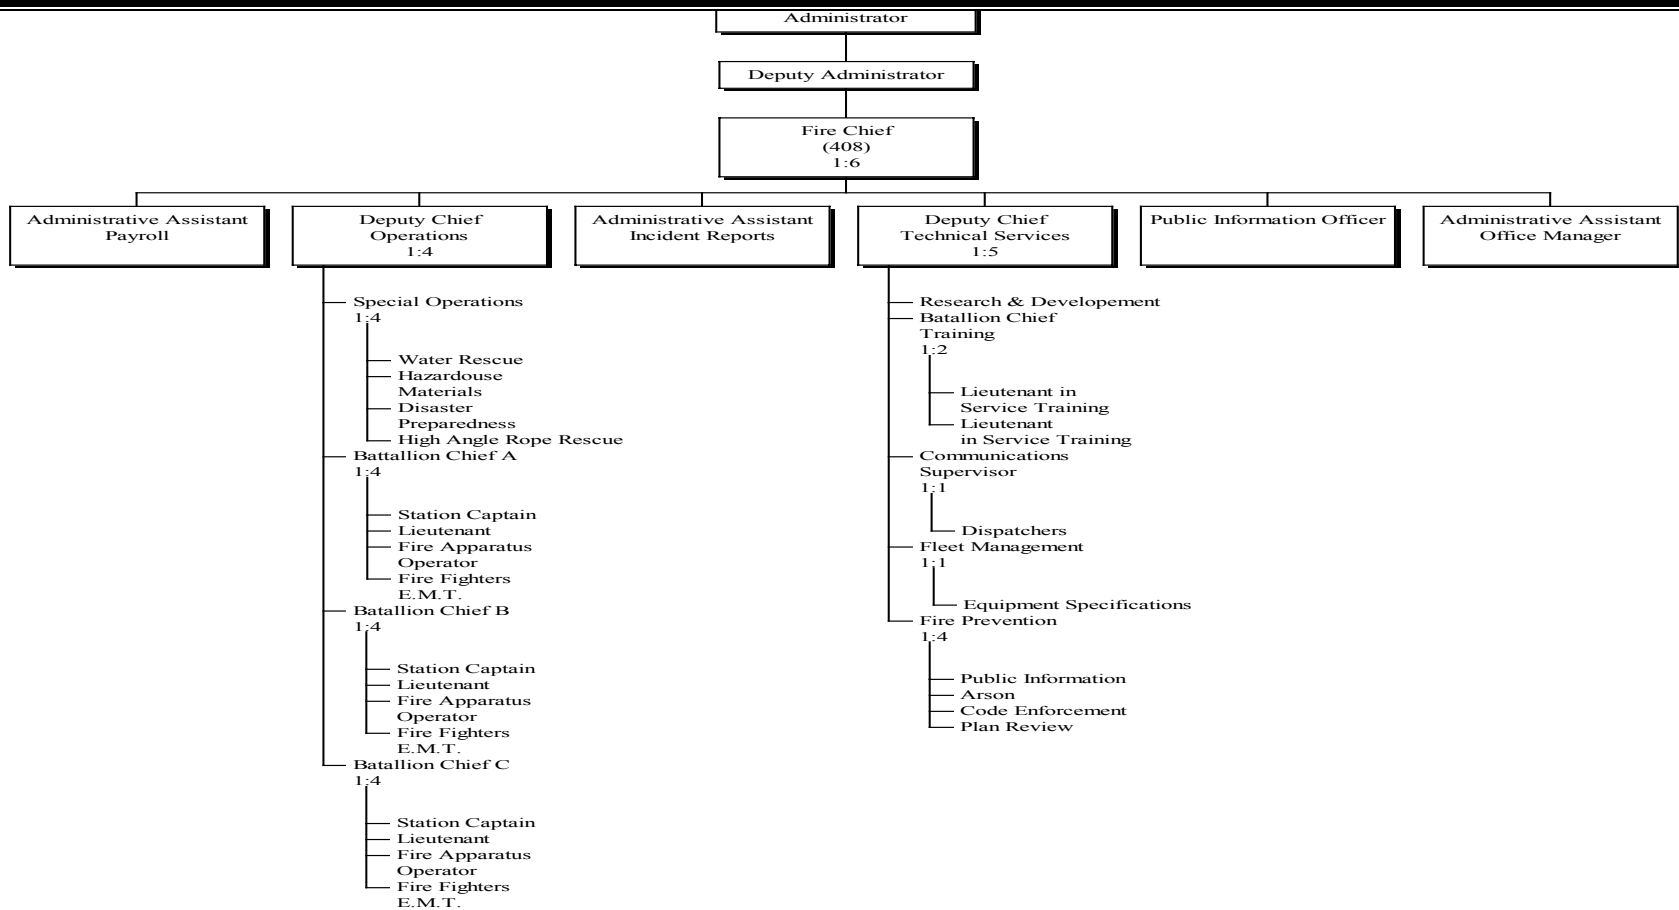 Administrator
Deputy Administrator
Fire Chief
(408)
1:6
Administrative Assistant
Payroll
Deputy Chief
Operations
1:4
Administrative Assistant
Incident Reports
Deputy Chief
Technical Services
1:5
Public Information Officer
Administrative Assistant
Office Manager
Special Operations
1:4
Water Rescue
Hazardouse
Materials
Disaster
Preparedness
High Angle Rope Rescue
Battallion Chief A
1:4
Station Captain
Lieutenant
Fire Apparatus
Operator
Fire Fighters
E.M.T.
Batallion Chief B
1:4
Station Captain
Lieutenant
Fire Apparatus
Operator
Fire Fighters
E.M.T.
Batallion Chief C
1:4
Station Captain
Lieutenant
Fire Apparatus
Operator
Fire Fighters
E.M.T.
Research & Developement
Batallion Chief
Training
1:2
Lieutenant in
Service Training
Lieutenant
in Service Training
Communications
Supervisor
1:1
Dispatchers
Fleet Management
1:1
Equipment Specifications
Fire Prevention
1:4
Public Information
Arson
Code Enforcement
Plan Review